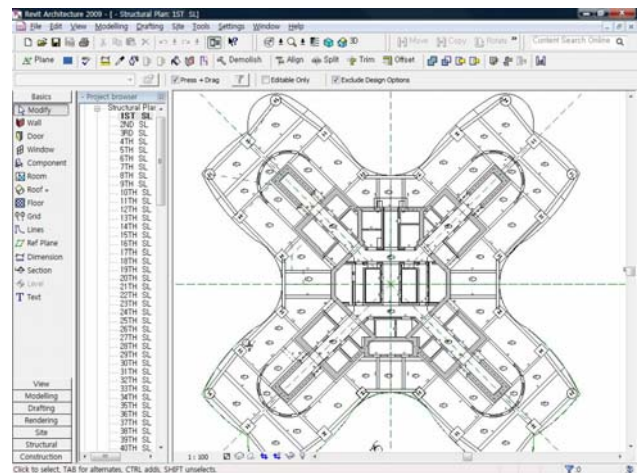 Revit Architecture 2009 - [ - Structural Plan: 1ST SL]
File Edit View Modelling Drafting Site Tools Settings Window Help
Move Copy Rotate Content Search Online
Plane Demolish Align Split Trim Offset
Press + Drag Editable Only Exclude Design Options
Basics
Modify
Wall
Door
Window
Component
Room
Roof
Floor
Grid
Lines
Ref Plane
Dimension
Section
Level
Text
View
Modelling
Drafting
Rendering
Site
Structural
Construction
Project browser
Structural Plar
1ST SL
2ND SL
3RD SL
4TH SL
5TH SL
6TH SL
7TH SL
8TH SL
9TH SL
10TH SL
11TH SL
12TH SL
13TH SL
14TH SL
15TH SL
16TH SL
17TH SL
18TH SL
19TH SL
20TH SL
21TH SL
22TH SL
23TH SL
24TH SL
25TH SL
26TH SL
27TH SL
28TH SL
29TH SL
30TH SL
31TH SL
32TH SL
33TH SL
34TH SL
35TH SL
36TH SL
37TH SL
38TH SL
39TH SL
40TH SL
1 : 100
Click to select, TAB for alternates, CTRL adds, SHIFT unselects.
:0